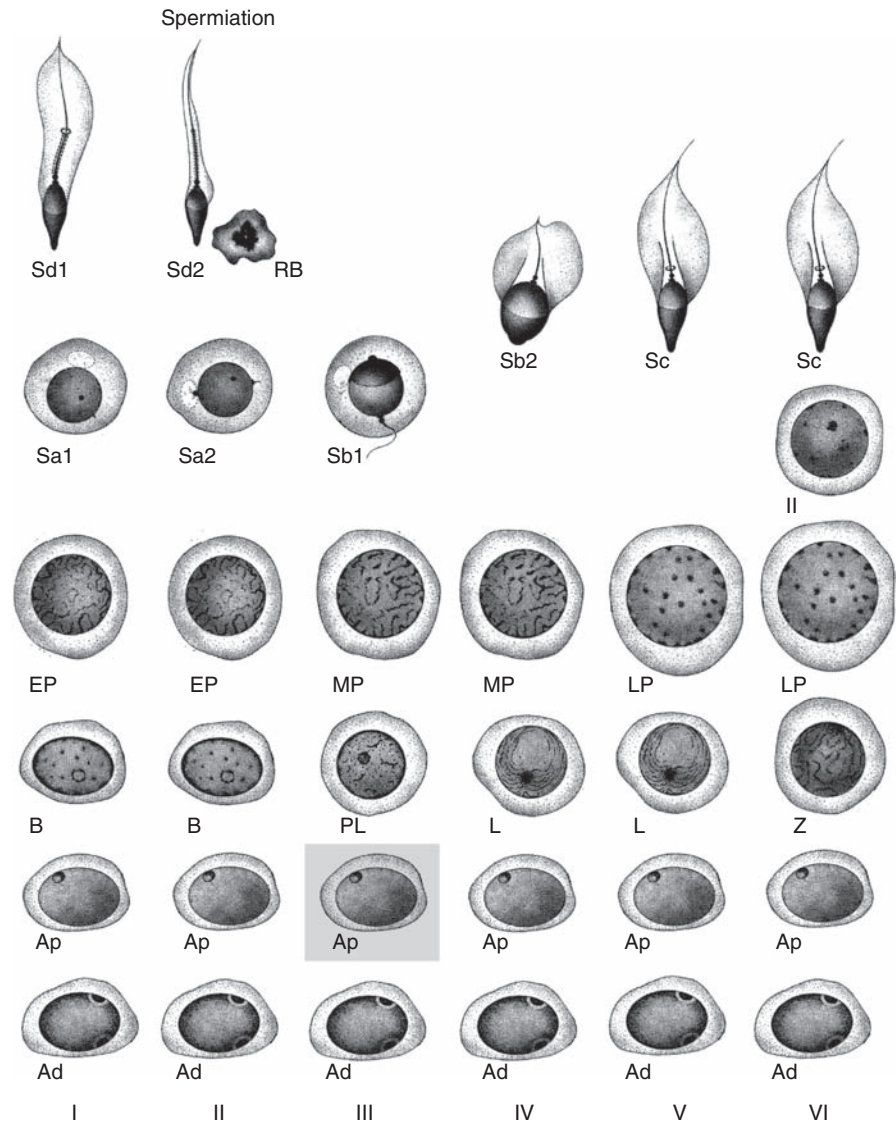 Spermiation
Sd1 Sd2 RB
Sb2 Sc Sc
Sa1 Sa2 Sb1
II
EP EP MP MP LP LP
B B PL L L Z
Ap Ap Ap Ap Ap Ap
Ad Ad Ad Ad Ad Ad
I II III IV V VI